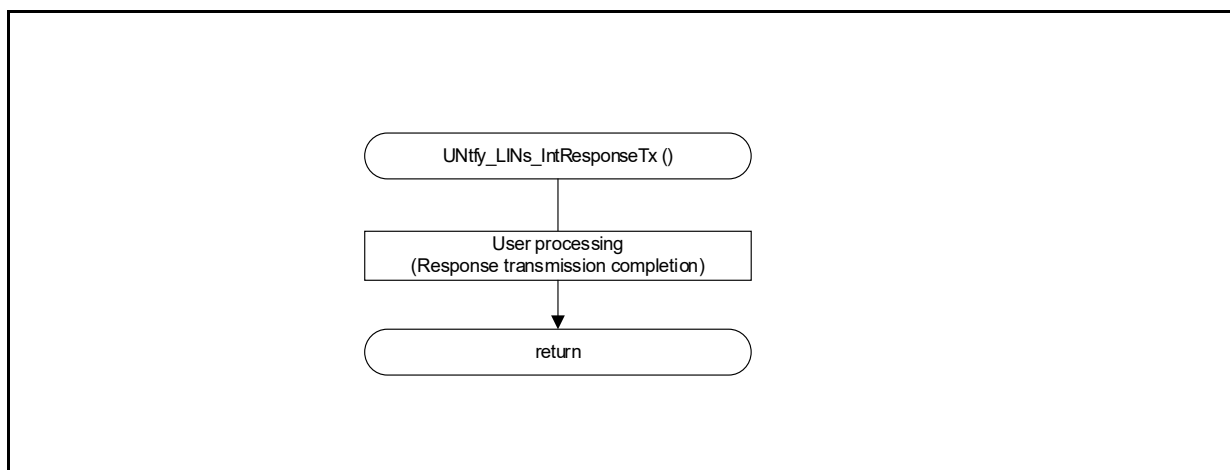 UNtfy_LINs_IntResponseTx ()
User processing
(Response transmission completion)
return